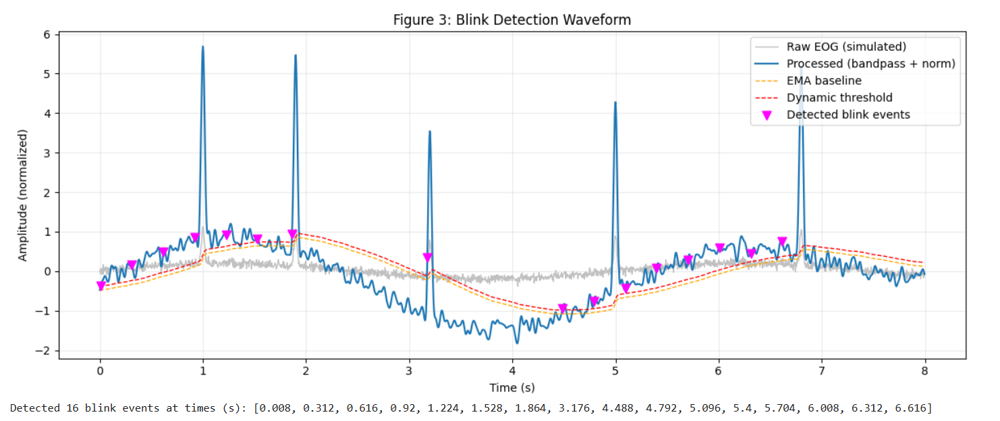 Figure 3: Blink Detection Waveform
Raw EOG (simulated)
Processed (bandpass + norm)
EMA baseline
Dynamic threshold
Detected blink events
Amplitude (normalized)
6
5
4
3
2
1
0
−1
−2
0 1 2 3 4 5 6 7 8
Time (s)
Detected 16 blink events at times (s): [0.008, 0.312, 0.616, 0.92, 1.224, 1.528, 1.864, 3.176, 4.488, 4.792, 5.096, 5.4, 5.704, 6.008, 6.312, 6.616]